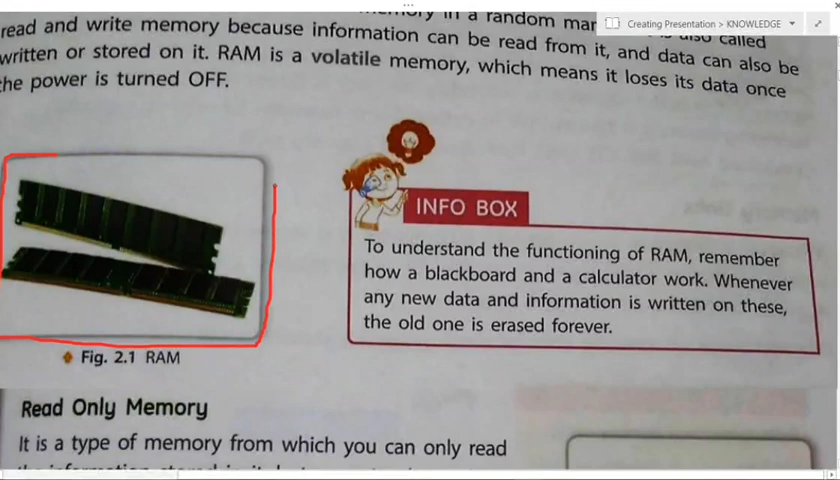 Creating Presentation > KNOWLEDGE
in a random
also called
read and write memory because information can be read from it, and data can also be
written or stored on it. RAM is a volatile memory, which means it loses its data once
the power is turned OFF.
INFO BOX
To understand the functioning of RAM, remember
how a blackboard and a calculator work. Whenever
any new data and information is written on these,
the old one is erased forever.
Fig. 2.1 RAM
Read Only Memory
It is a type of memory from which you can only read